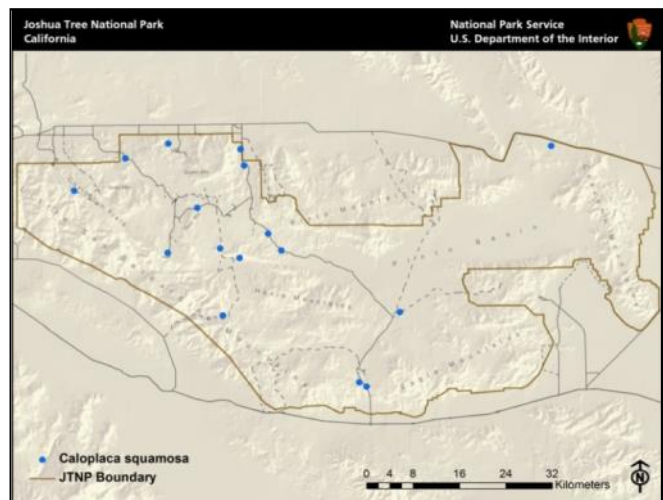 Joshua Tree National Park
California
National Park Service
U.S. Department of the Interior
Caloplaca squamosa
JTNP Boundary
0 4 8 16 24 32
Kilometers
N